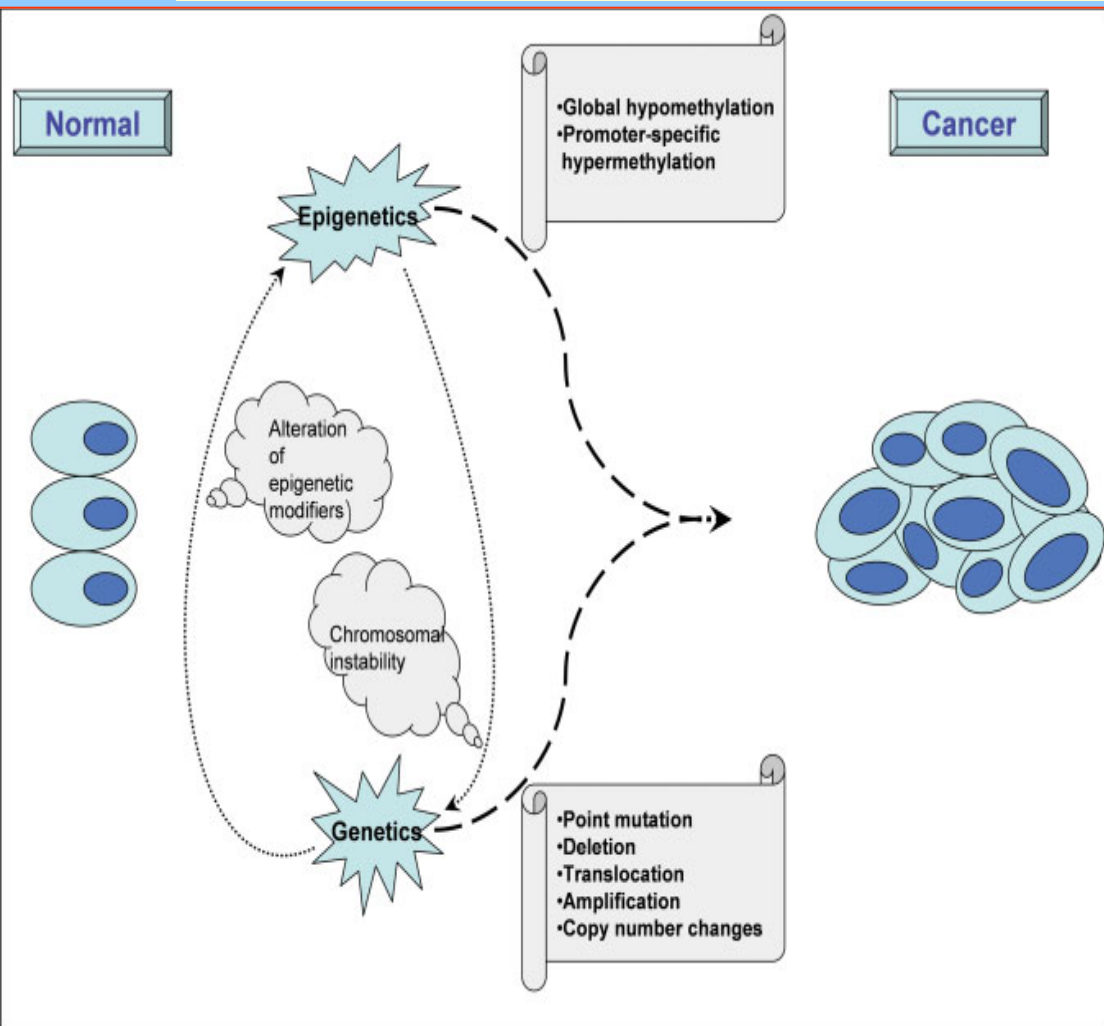 Normal
•Global hypomethylation
•Promoter-specific
hypermethylation
Cancer
Epigenetics
Alteration
of
epigenetic
modifiers
Chromosomal
instability
Genetics
•Point mutation
•Deletion
•Translocation
•Amplification
•Copy number changes